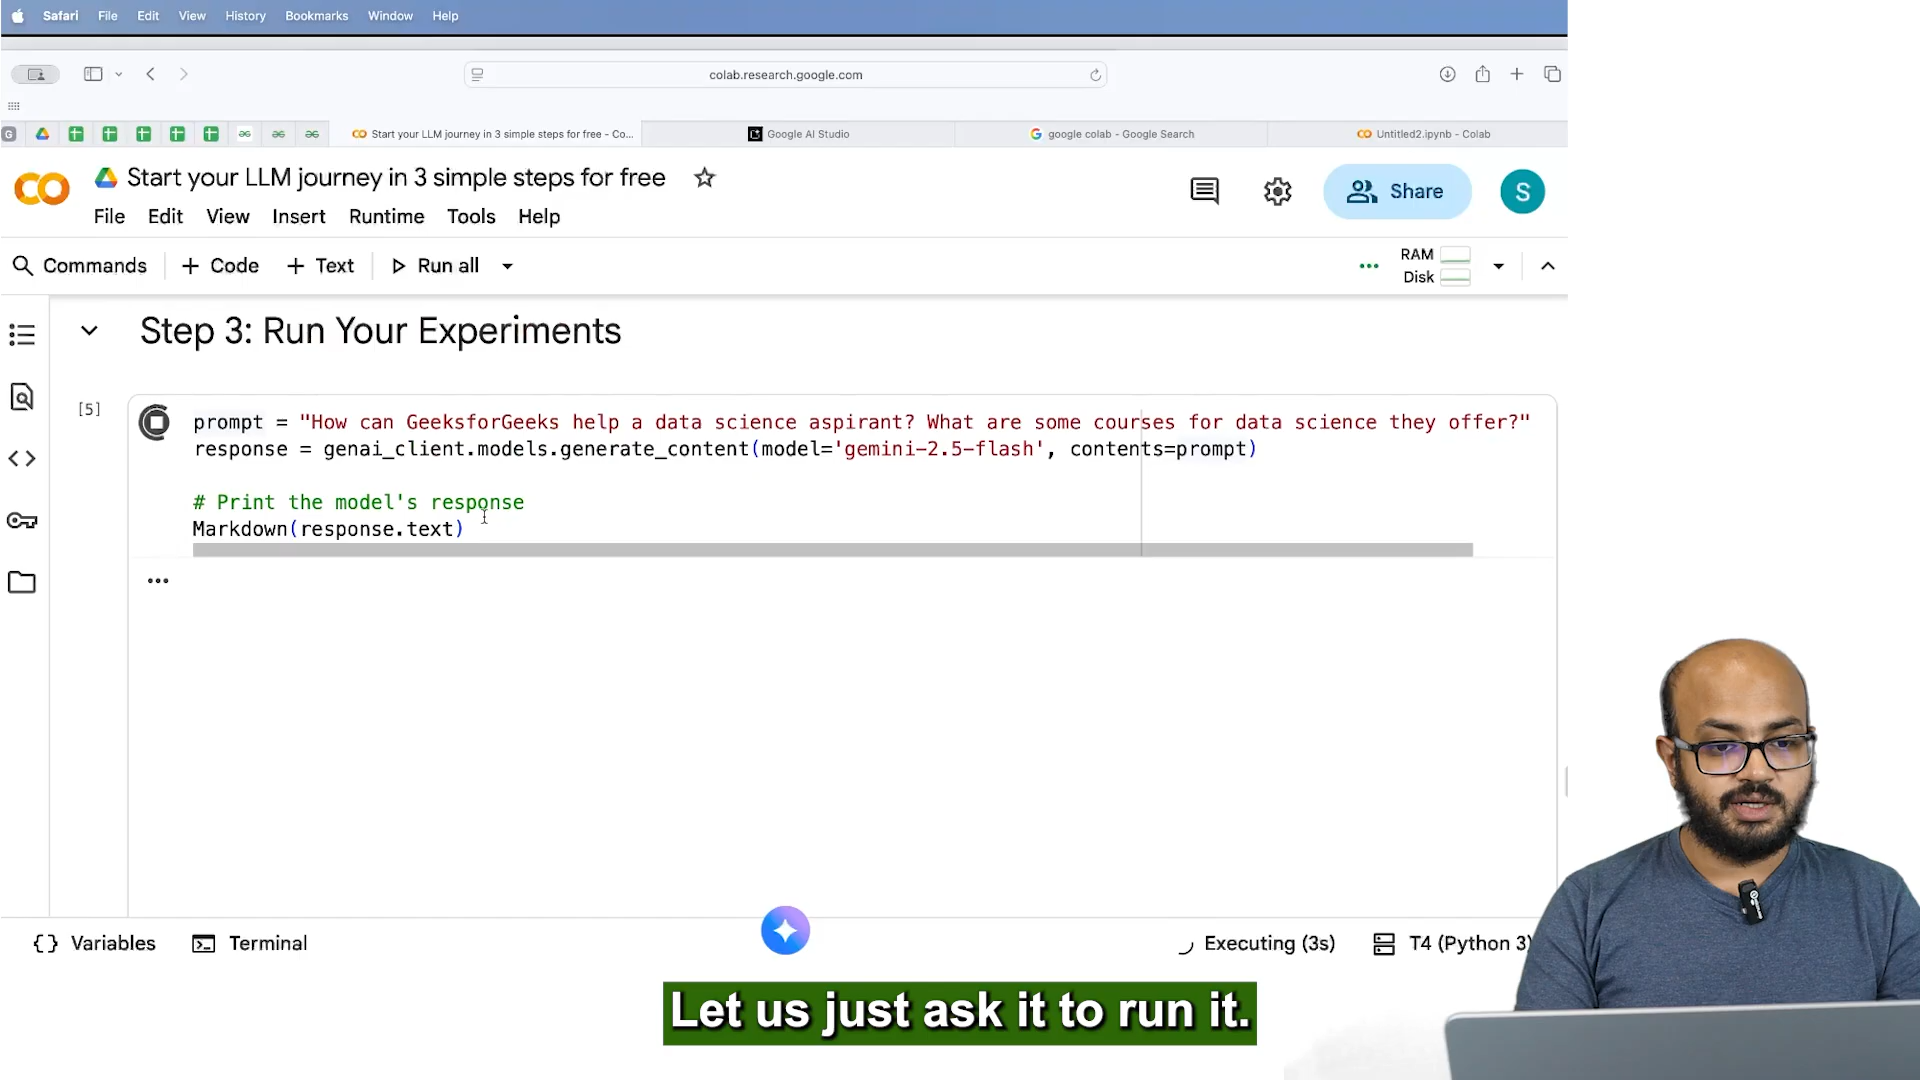 Safari File Edit View History Bookmarks Window Help
colab.research.google.com
Start your LLM journey in 3 simple steps for free - Co...
Google AI Studio
google colab - Google Search
Untitled2.ipynb - Colab
Start your LLM journey in 3 simple steps for free
Share
S
File Edit View Insert Runtime Tools Help
Commands + Code + Text Run all
RAM
Disk
Step 3: Run Your Experiments
[5]
prompt = "How can GeeksforGeeks help a data science aspirant? What are some courses for data science they offer?"
response = genai_client.models.generate_content(model='gemini-2.5-flash', contents=prompt)
# Print the model's response
Markdown(response.text)
Variables Terminal
Executing (3s) T4 (Python 3)
Let us just ask it to run it.